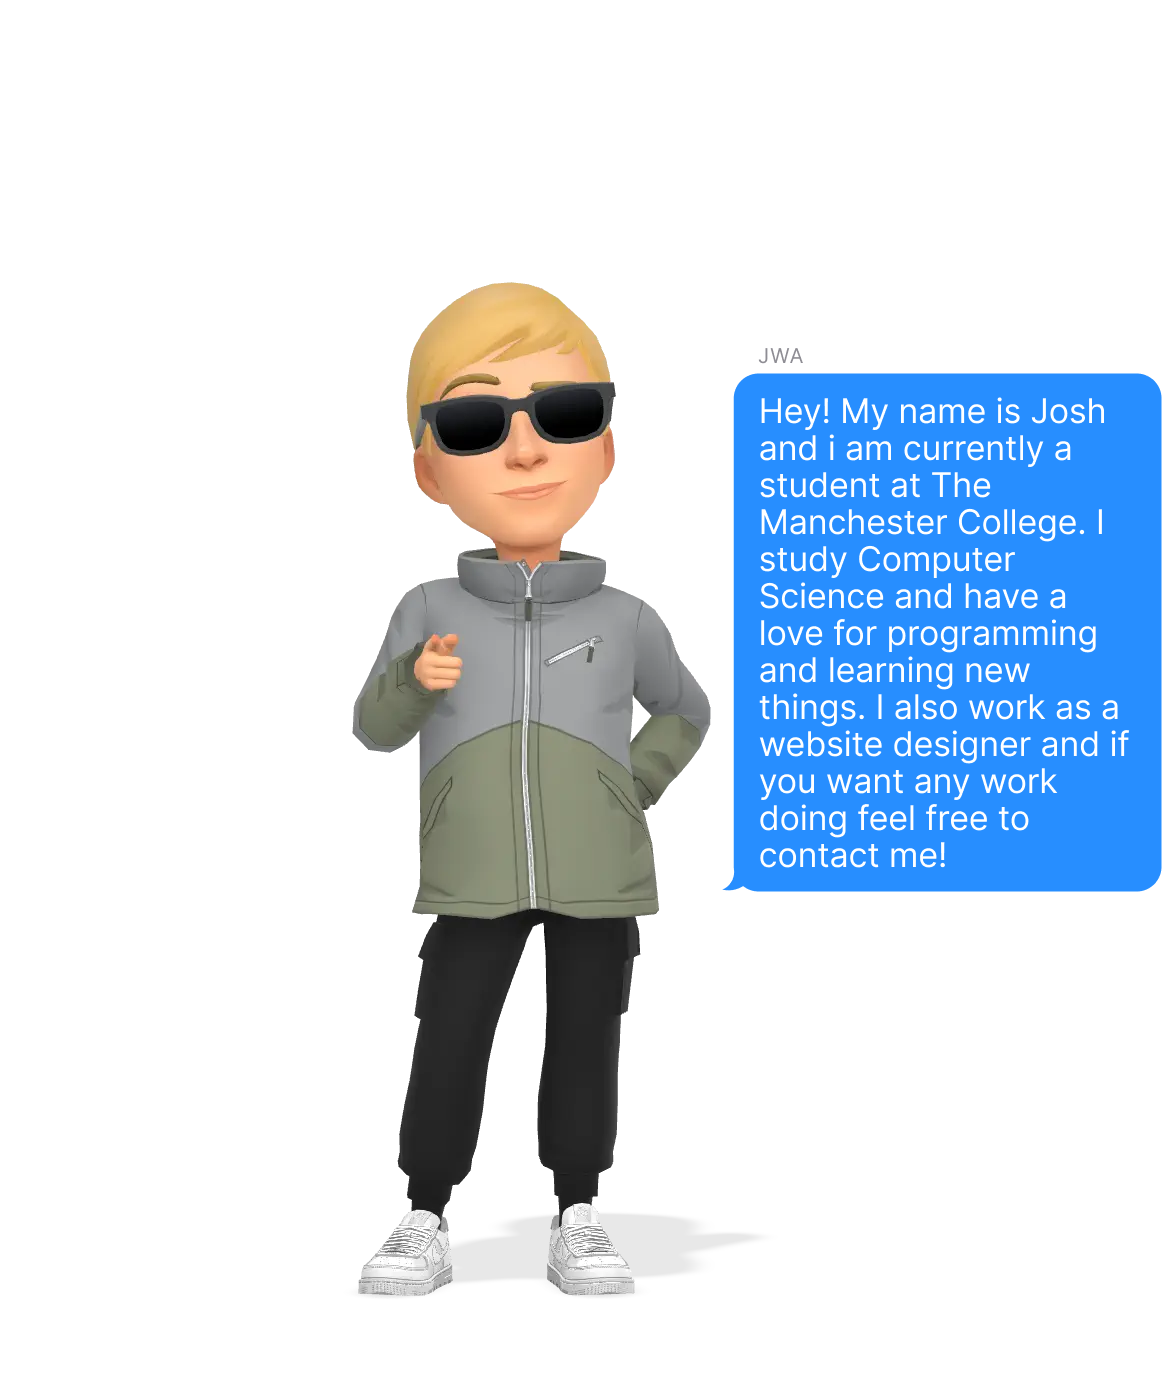 JWA
Hey! My name is Josh
and i am currently a
student at The
Manchester College. I
study Computer
Science and have a
love for programming
and learning new
things. I also work as a
website designer and if
you want any work
doing feel free to
contact me!